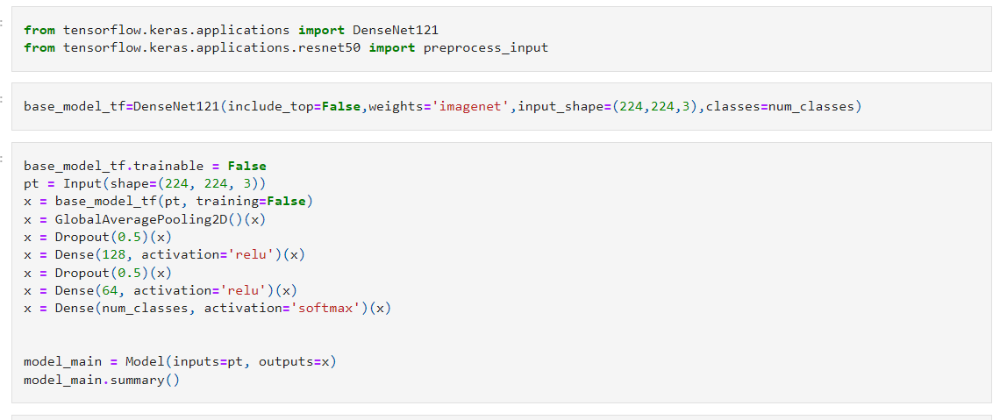 from tensorflow.keras.applications import DenseNet121
from tensorflow.keras.applications.resnet50 import preprocess_input
base_model_tf=DenseNet121(include_top=False,weights='imagenet',input_shape=(224,224,3),classes=num_classes)
base_model_tf.trainable = False
pt = Input(shape=(224, 224, 3))
x = base_model_tf(pt, training=False)
x = GlobalAveragePooling2D()(x)
x = Dropout(0.5)(x)
x = Dense(128, activation='relu')(x)
x = Dropout(0.5)(x)
x = Dense(64, activation='relu')(x)
x = Dense(num_classes, activation='softmax')(x)
model_main = Model(inputs=pt, outputs=x)
model_main.summary()